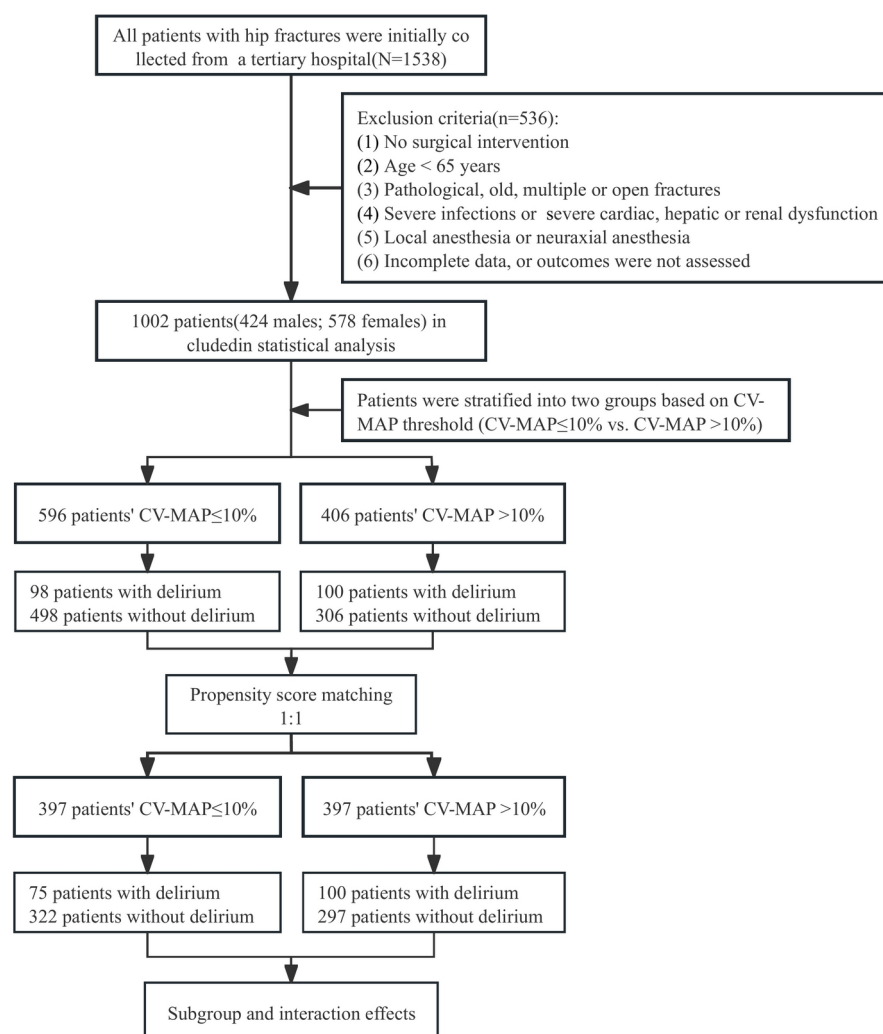 All patients with hip fractures were initially co
llected from a tertiary hospital(N=1538)
Exclusion criteria(n=536):
(1) No surgical intervention
(2) Age < 65 years
(3) Pathological, old, multiple or open fractures
(4) Severe infections or severe cardiac, hepatic or renal dysfunction
(5) Local anesthesia or neuraxial anesthesia
(6) Incomplete data, or outcomes were not assessed
1002 patients(424 males; 578 females) in
cludedin statistical analysis
Patients were stratified into two groups based on CV-
MAP threshold (CV-MAP≤10% vs. CV-MAP >10%)
596 patients' CV-MAP≤10%
406 patients' CV-MAP >10%
98 patients with delirium
498 patients without delirium
100 patients with delirium
306 patients without delirium
Propensity score matching
1:1
397 patients' CV-MAP≤10%
397 patients' CV-MAP >10%
75 patients with delirium
322 patients without delirium
100 patients with delirium
297 patients without delirium
Subgroup and interaction effects